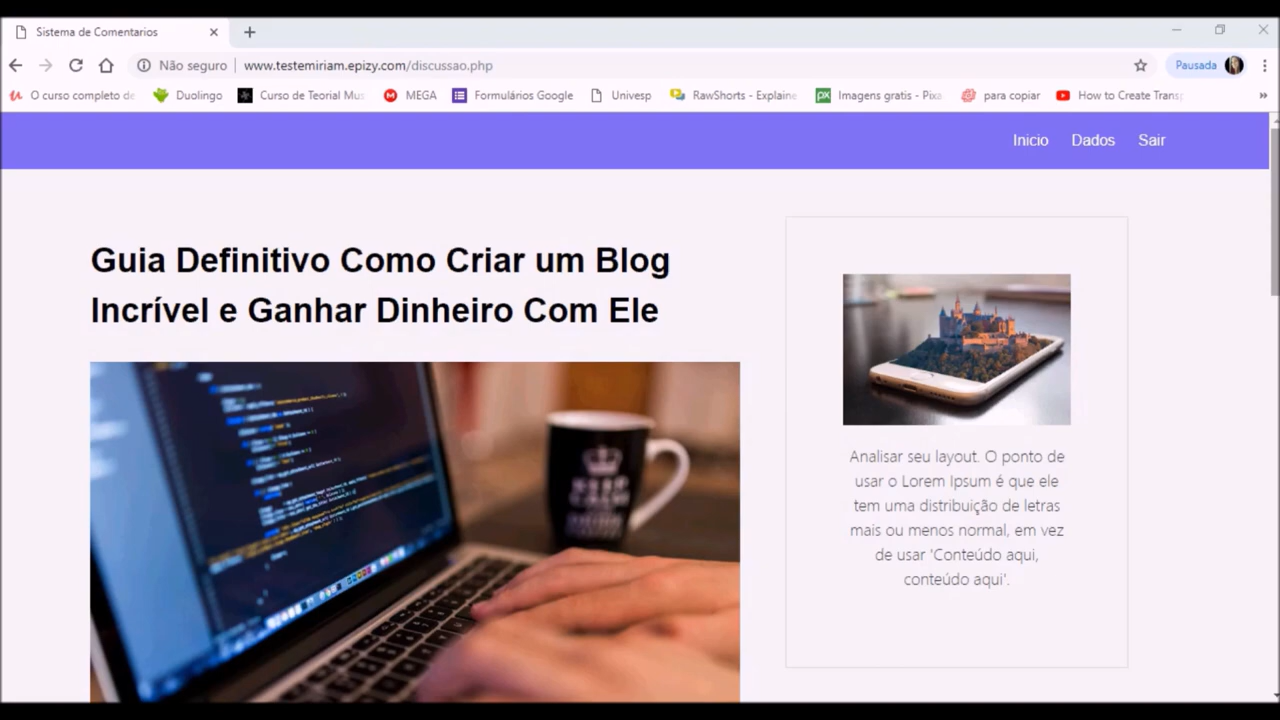 Sistema de Comentarios
Não seguro www.testemiriam.epizy.com/discussao.php Pausada
O curso completo de Duolingo Curso de Teorial Mus MEGA Formulários Google Univesp RawShorts - Explaine Imagens gratis - Pixa para copiar How to Create Transp
Inicio Dados Sair
Guia Definitivo Como Criar um Blog
Incrível e Ganhar Dinheiro Com Ele
KEEP
CALM
Analisar seu layout. O ponto de
usar o Lorem Ipsum é que ele
tem uma distribuição de letras
mais ou menos normal, em vez
de usar 'Conteúdo aqui,
conteúdo aqui'.